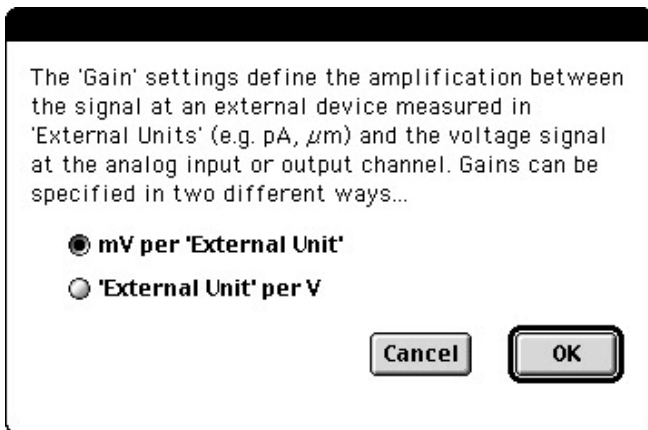 The 'Gain' settings define the amplification between
the signal at an external device measured in
'External Units' (e.g. pA, µm) and the voltage signal
at the analog input or output channel. Gains can be
specified in two different ways...
mV per 'External Unit'
'External Unit' per V
Cancel OK